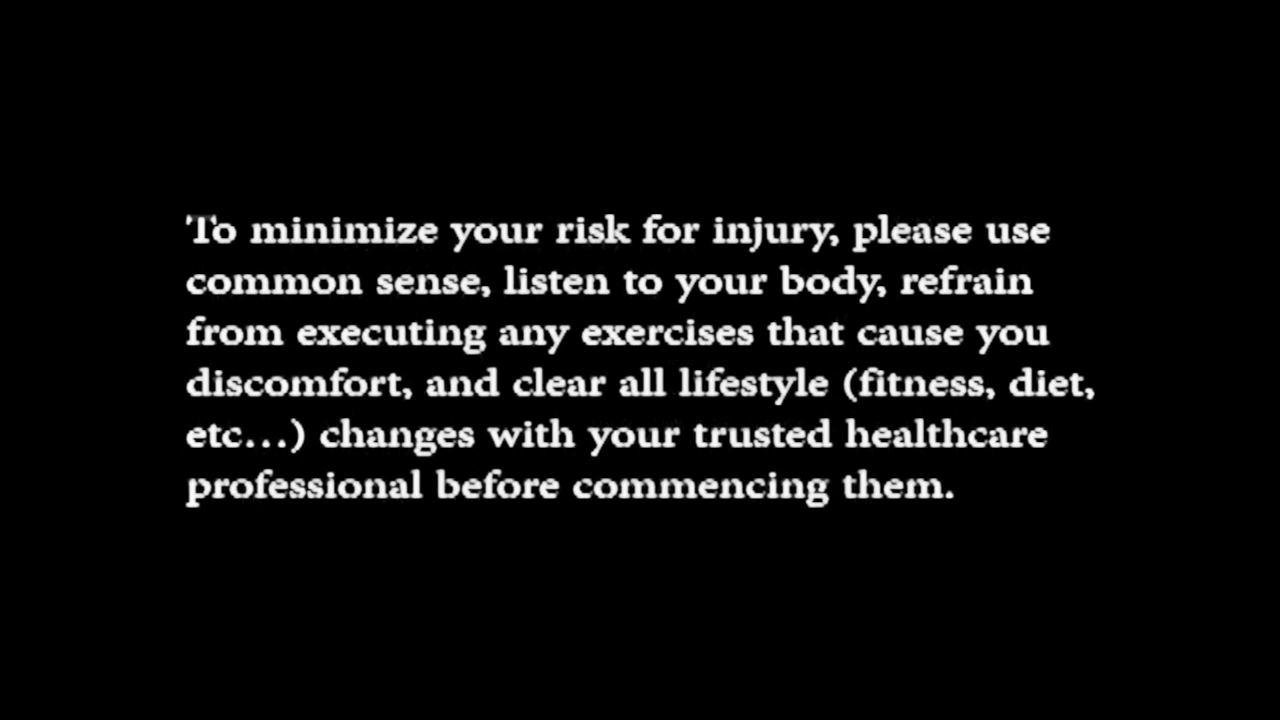 To minimize your risk for injury, please use
common sense, listen to your body, refrain
from executing any exercises that cause you
discomfort, and clear all lifestyle (fitness, diet,
etc...) changes with your trusted healthcare
professional before commencing them.